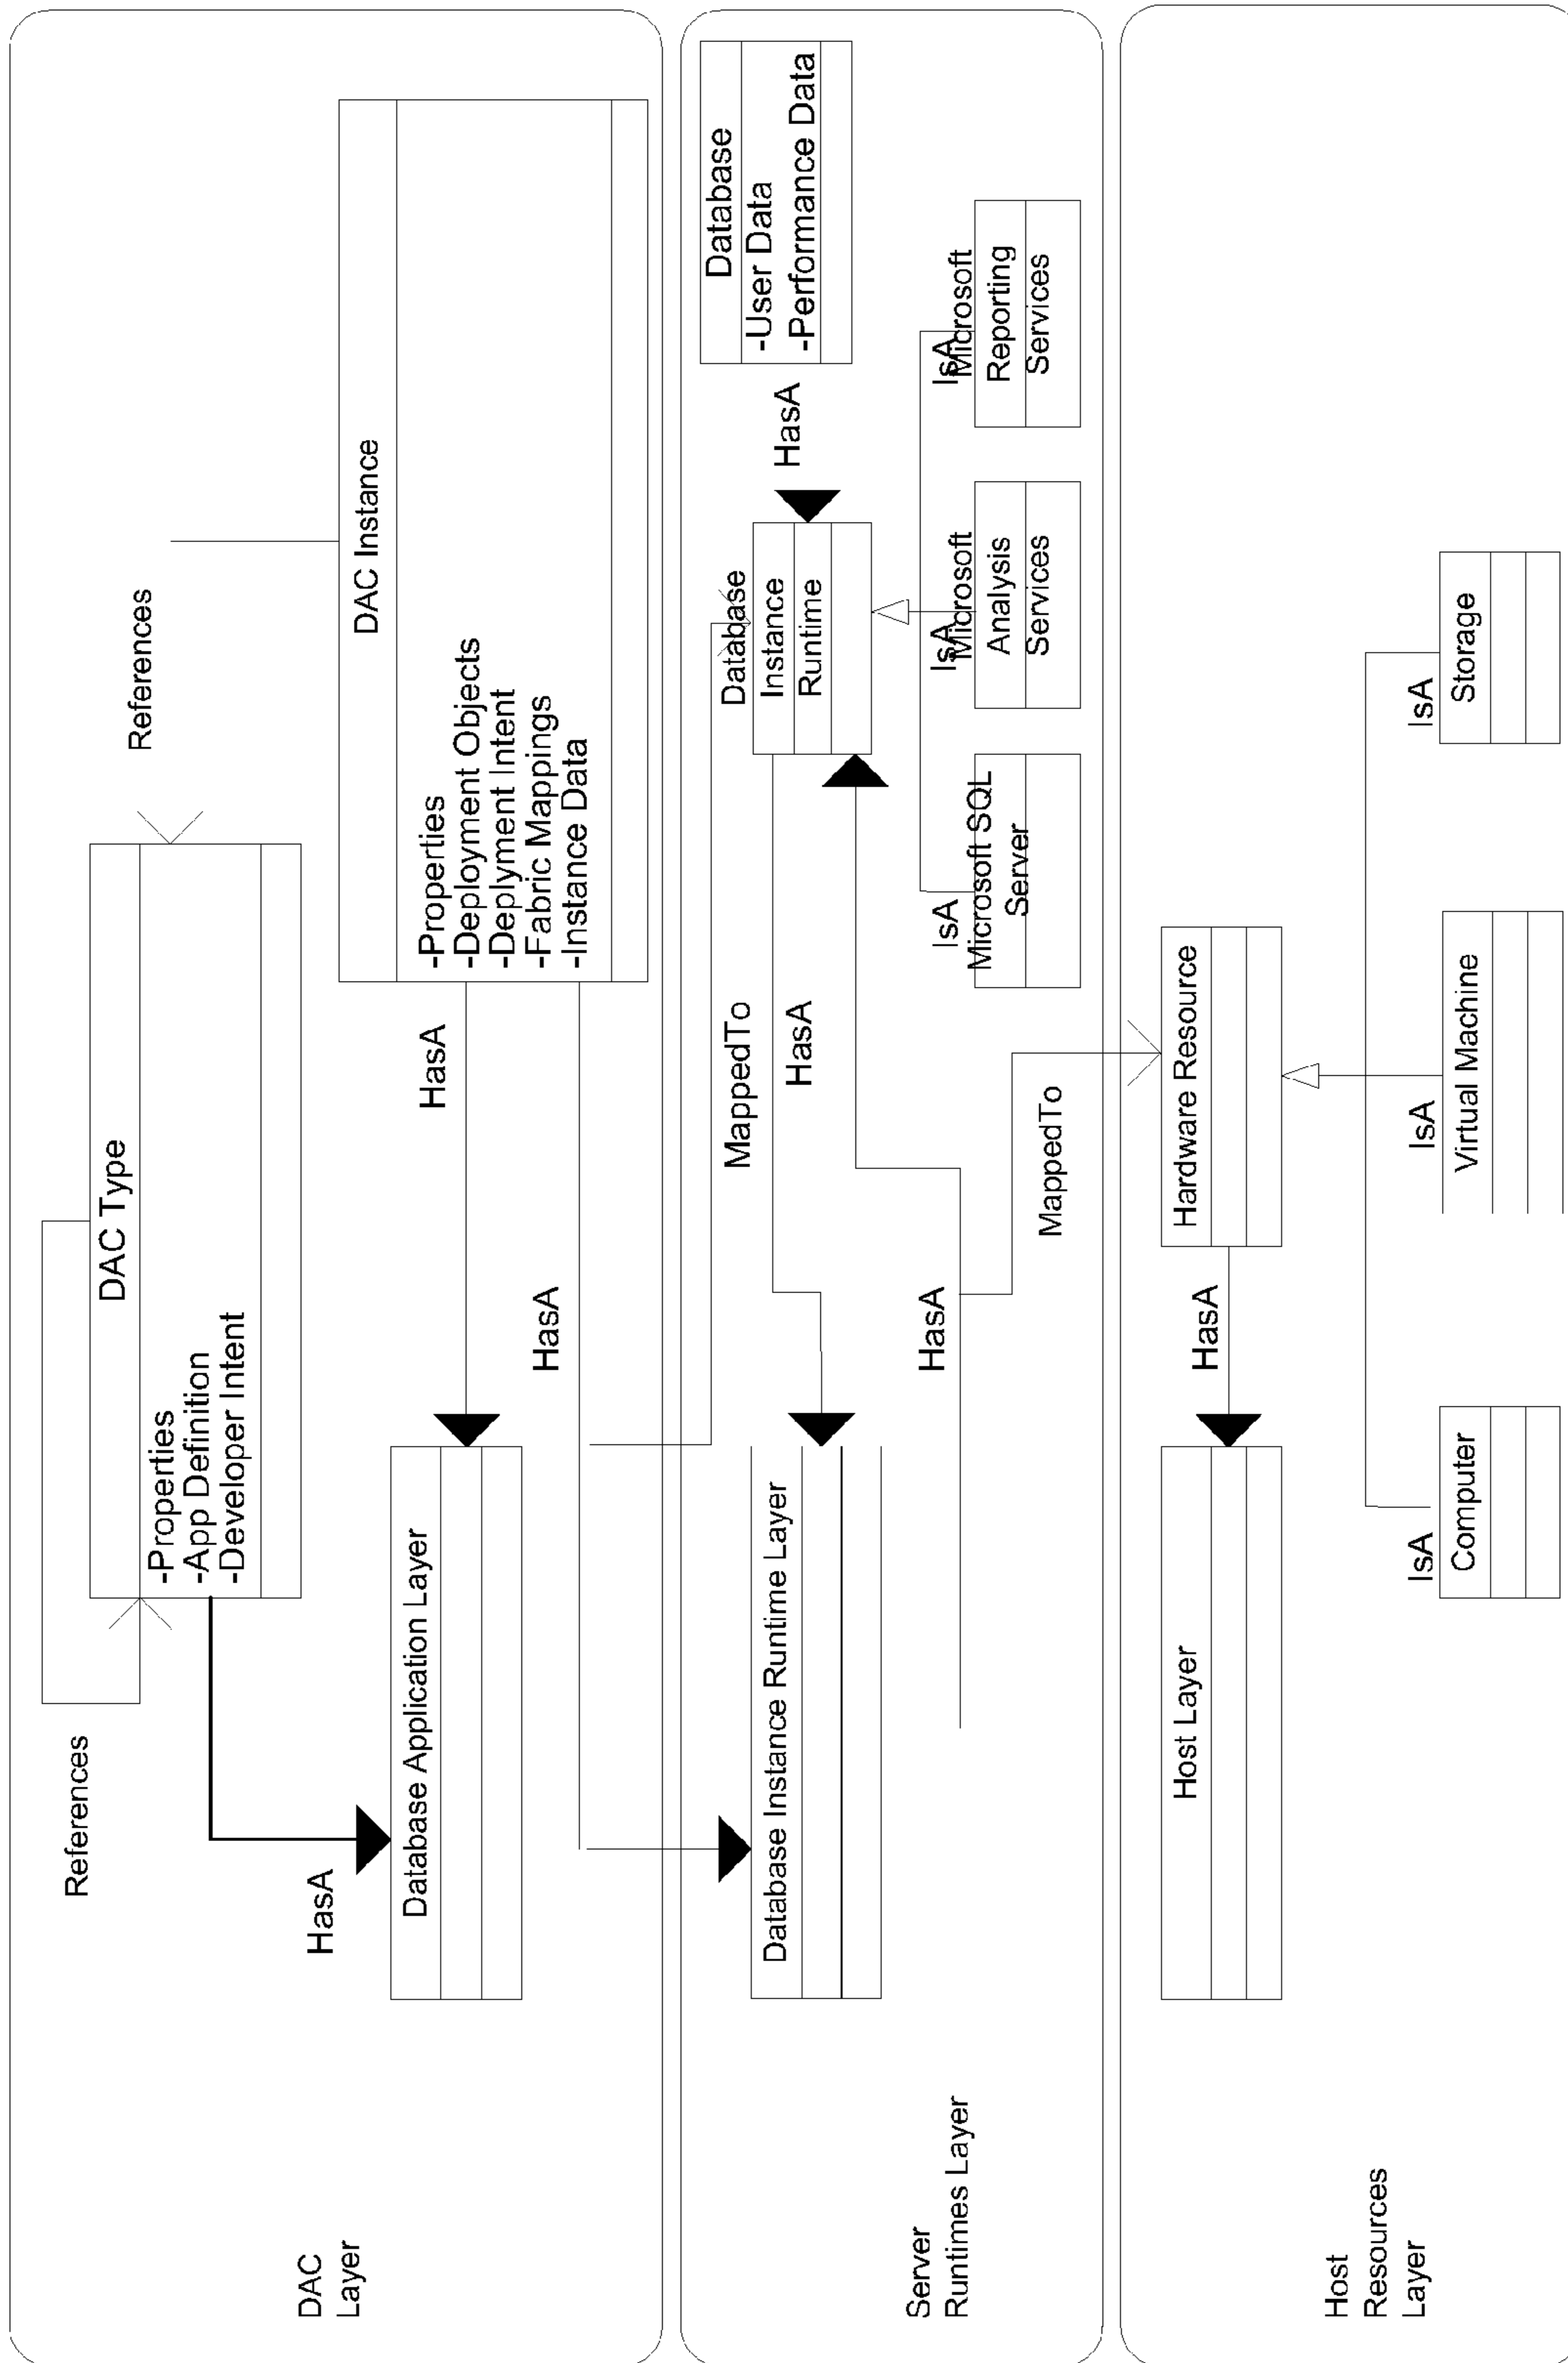 DAC
Layer
References
DAC Type
-Properties
-App Definition
-Developer Intent
References
DAC Instance
-Properties
-Deployment Objects
-Deplyment Intent
-Fabric Mappings
-Instance Data
HasA
Database Application Layer
HasA
HasA
Server
Runtimes Layer
Database Instance Runtime Layer
MappedTo
HasA
Database
Instance
Runtime
HasA
Database
-User Data
-Performance Data
HasA
IsA
Microsoft SQL
Server
IsA
Microsoft
Analysis
Services
IsA
Microsoft
Reporting
Services
MappedTo
Host
Resources
Layer
Host Layer
HasA
Hardware Resource
IsA
Computer
IsA
Virtual Machine
IsA
Storage